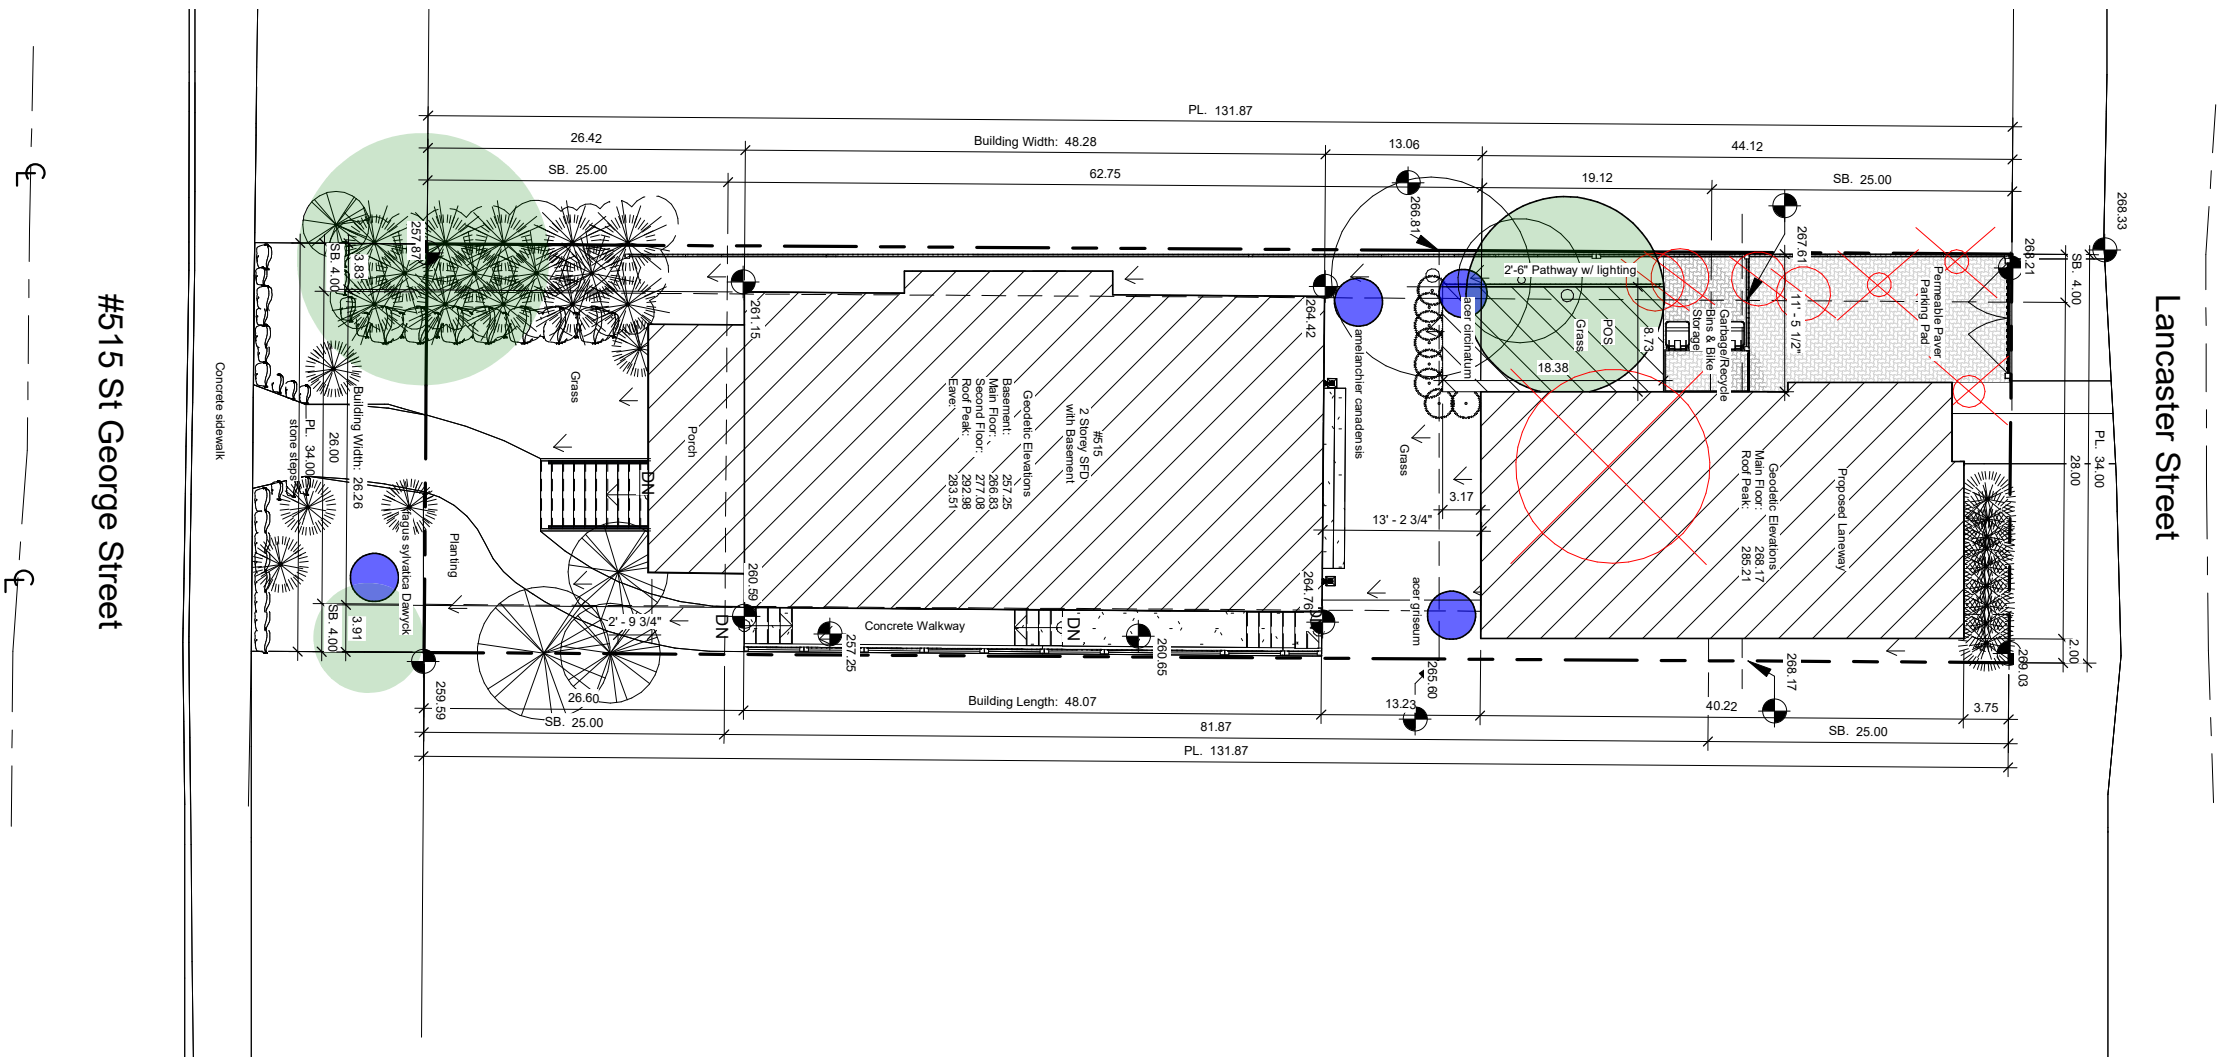 PL. 131.87
26.42
Building Width: 48.28
13.06
44.12
SB. 25.00
62.75
19.12
SB. 25.00
#515 St George Street
Concrete sidewalk
Lancaster Street
268.33
268.21
SB. 4.00
PL. 34.00
28.00
2.00
269.03
257.87
SB. 4.00
3.83
Building Width: 26.26
26.00
PL. 34.00
stone steps
SB. 4.00
3.91
fagus sylvatica Dawyck
Planting
259.59
Grass
Porch
DN
261.15
260.59
2' - 9 3/4"
DN
Concrete Walkway
257.25
DN
260.65
#515
2 Storey SFD
with Basement
Geodetic Elevations
Basement: 257.25
Main Floor: 266.83
Second Floor: 277.08
Roof Peak: 292.98
Eave: 283.51
264.42
264.76
amelanchier canadensis
266.81
acer circinatum
Grass
3.17
13' - 2 3/4"
acer griseum
265.60
2'-6" Pathway w/ lighting
POS
Grass
8.73
18.38
Garbage/Recycle
Bins & Bike
Storage
267.61
11' - 5 1/2"
Permeable Paver
Parking Pad
Proposed Laneway
Geodetic Elevations
Main Floor: 268.17
Roof Peak: 285.21
268.17
26.60
Building Length: 48.07
13.23
40.22
3.75
SB. 25.00
81.87
SB. 25.00
PL. 131.87